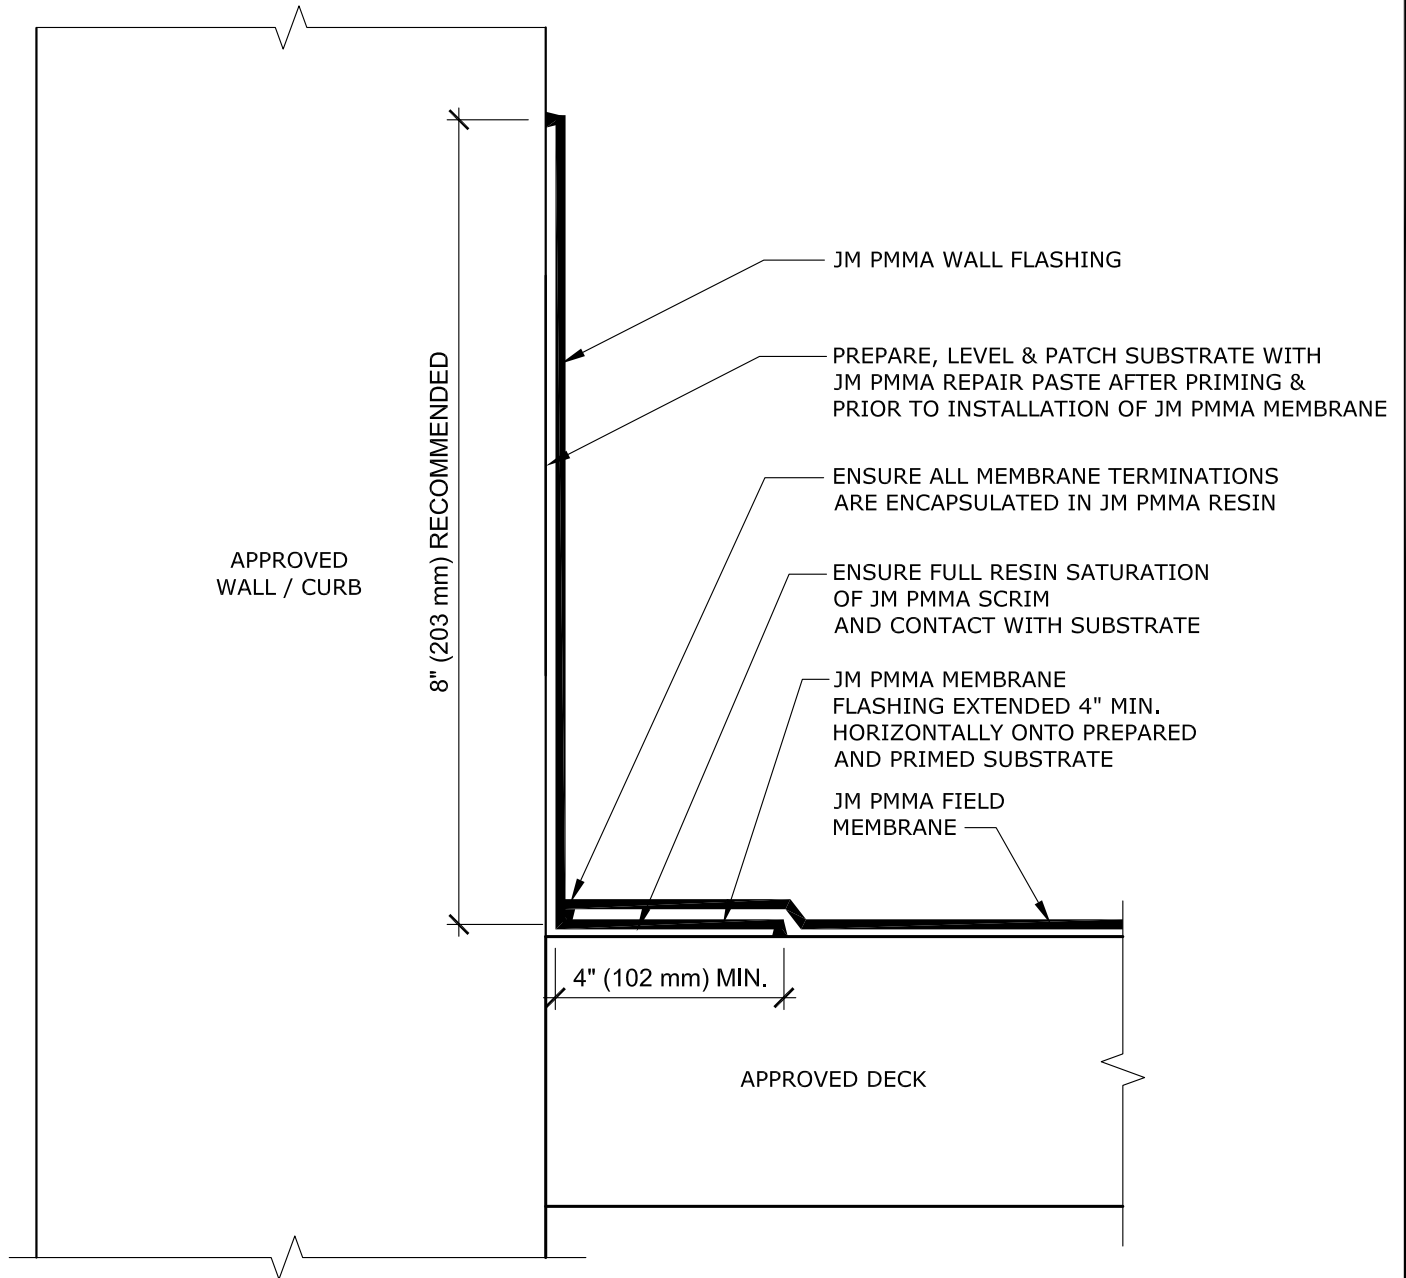 JM PMMA WALL FLASHING
PREPARE, LEVEL & PATCH SUBSTRATE WITH
JM PMMA REPAIR PASTE AFTER PRIMING &
PRIOR TO INSTALLATION OF JM PMMA MEMBRANE
8" (203 mm) RECOMMENDED
ENSURE ALL MEMBRANE TERMINATIONS
ARE ENCAPSULATED IN JM PMMA RESIN
APPROVED
WALL / CURB
ENSURE FULL RESIN SATURATION
OF JM PMMA SCRIM
AND CONTACT WITH SUBSTRATE
JM PMMA MEMBRANE
FLASHING EXTENDED 4" MIN.
HORIZONTALLY ONTO PREPARED
AND PRIMED SUBSTRATE
JM PMMA FIELD
MEMBRANE
4" (102 mm) MIN.
APPROVED DECK